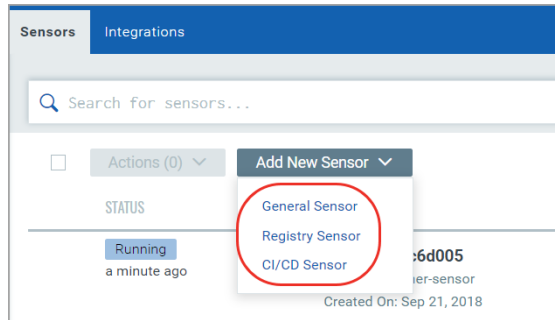 Sensors Integrations
Search for sensors...
Actions (0) Add New Sensor
STATUS
General Sensor
Registry Sensor
CI/CD Sensor
Running
a minute ago
c6d005
er-sensor
Created On: Sep 21, 2018